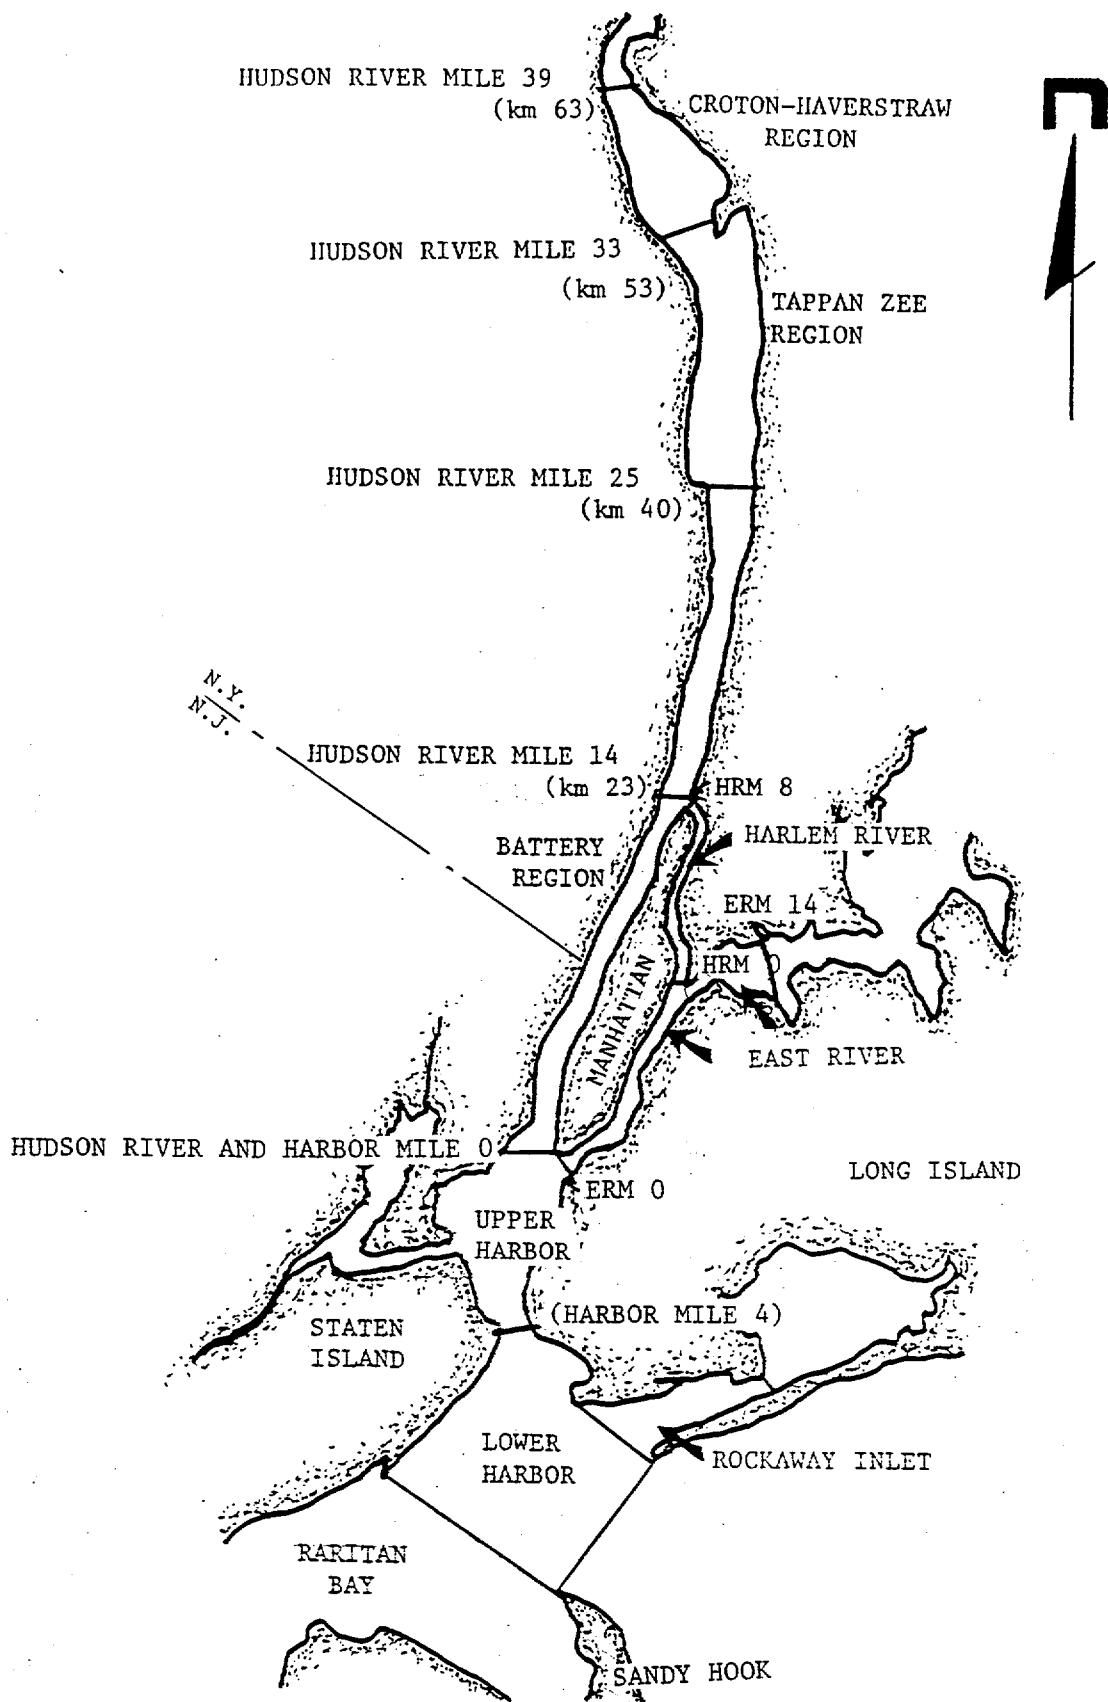 HUDSON RIVER MILE 39
(km 63)
CROTON-HAVERSTRAW
REGION
HUDSON RIVER MILE 33
(km 53)
TAPPAN ZEE
REGION
HUDSON RIVER MILE 25
(km 40)
N.Y.
N.J.
HUDSON RIVER MILE 14
(km 23)
HRM 8
HARLEM RIVER
BATTERY
REGION
ERM 14
HRM 0
MANHATTAN
EAST RIVER
HUDSON RIVER AND HARBOR MILE 0
LONG ISLAND
ERM 0
UPPER
HARBOR
(HARBOR MILE 4)
STATEN
ISLAND
LOWER
HARBOR
ROCKAWAY INLET
RARITAN
BAY
SANDY HOOK